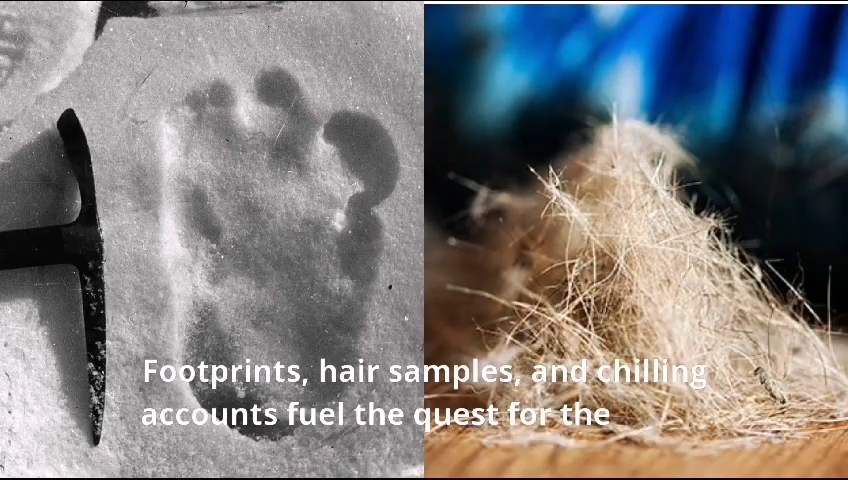 Footprints, hair samples, and chilling
accounts fuel the quest for the